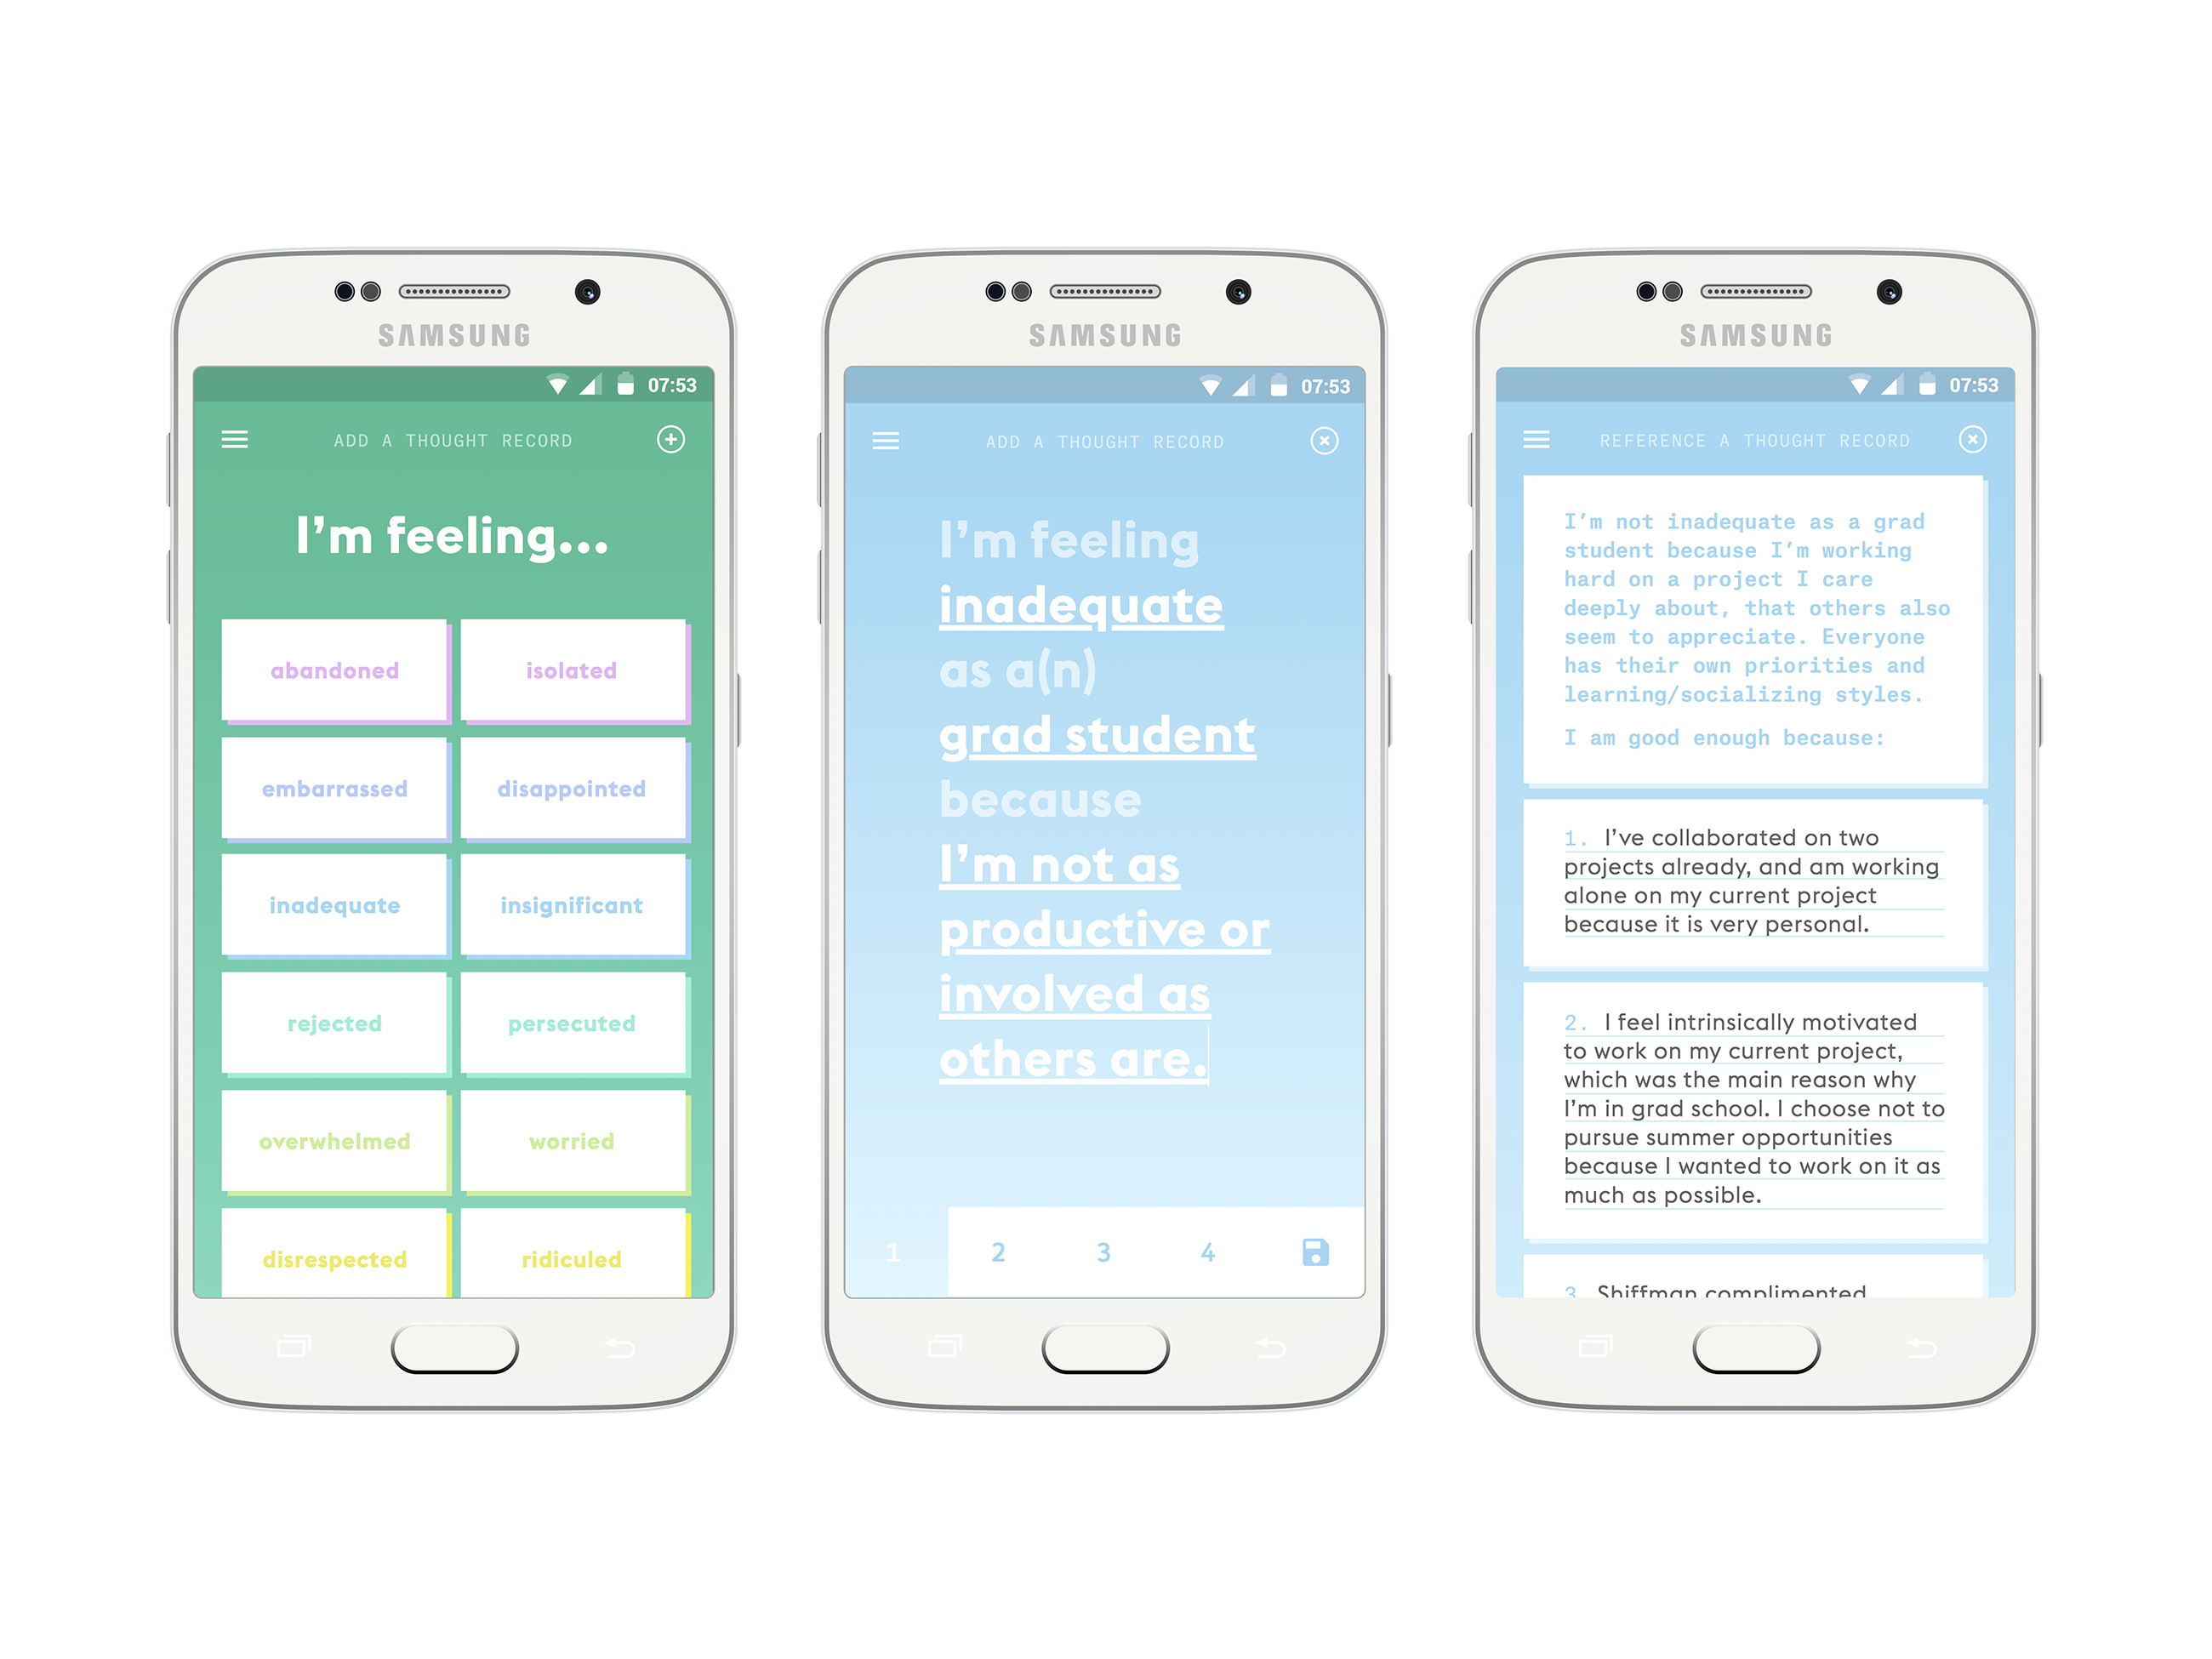 SAMSUNG
07:53
ADD A THOUGHT RECORD
I’m feeling...
abandoned
isolated
embarrassed
disappointed
inadequate
insignificant
rejected
persecuted
overwhelmed
worried
disrespected
ridiculed
SAMSUNG
07:53
ADD A THOUGHT RECORD
I’m feeling
inadequate
as a(n)
grad student
because
I’m not as
productive or
involved as
others are.
1 2 3 4
SAMSUNG
07:53
REFERENCE A THOUGHT RECORD
I’m not inadequate as a grad
student because I’m working
hard on a project I care
deeply about, that others also
seem to appreciate. Everyone
has their own priorities and
learning/socializing styles.
I am good enough because:
1. I’ve collaborated on two
projects already, and am working
alone on my current project
because it is very personal.
2. I feel intrinsically motivated
to work on my current project,
which was the main reason why
I’m in grad school. I choose not to
pursue summer opportunities
because I wanted to work on it as
much as possible.
3 Shiffman complimented